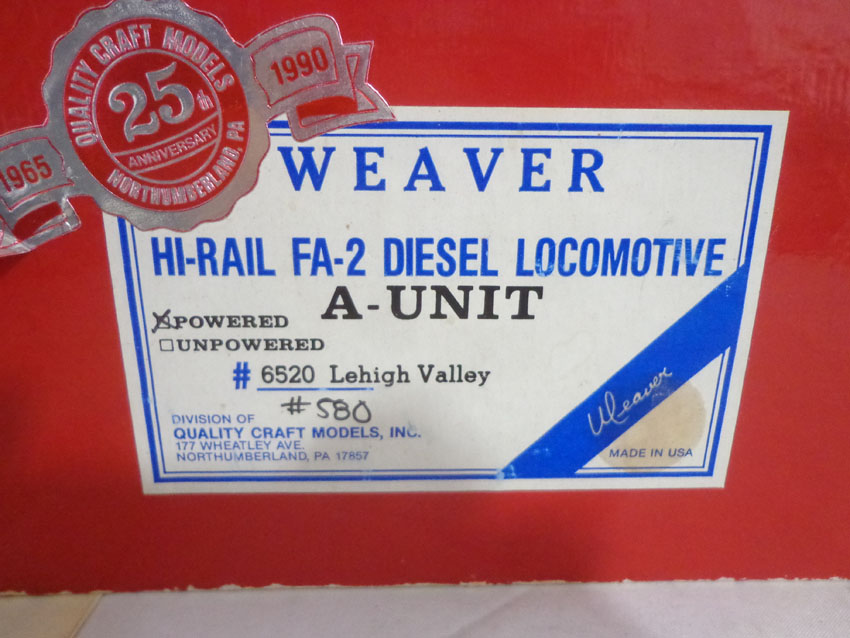 QUALITY CRAFT MODELS
1965
25th
1990
ANNIVERSARY
NORTHUMBERLAND, PA
WEAVER
HI-RAIL FA-2 DIESEL LOCOMOTIVE
A-UNIT
☒POWERED
☐UNPOWERED
# 6520 Lehigh Valley
#580
DIVISION OF
QUALITY CRAFT MODELS, INC.
177 WHEATLEY AVE.
NORTHUMBERLAND, PA 17857
Weaver
MADE IN USA